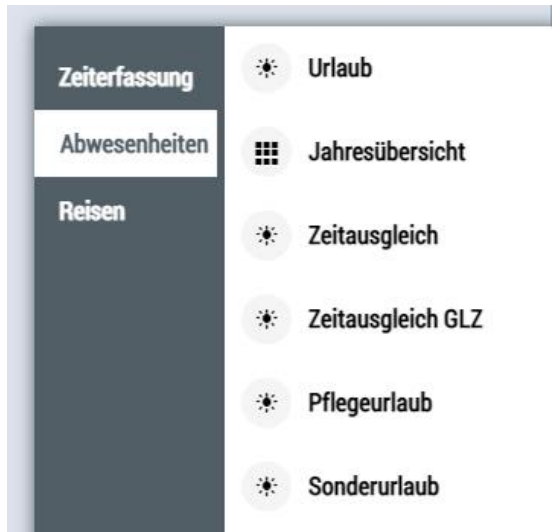 Zeiterfassung
Abwesenheiten
Reisen
Urlaub
Jahresübersicht
Zeitausgleich
Zeitausgleich GLZ
Pflegeurlaub
Sonderurlaub